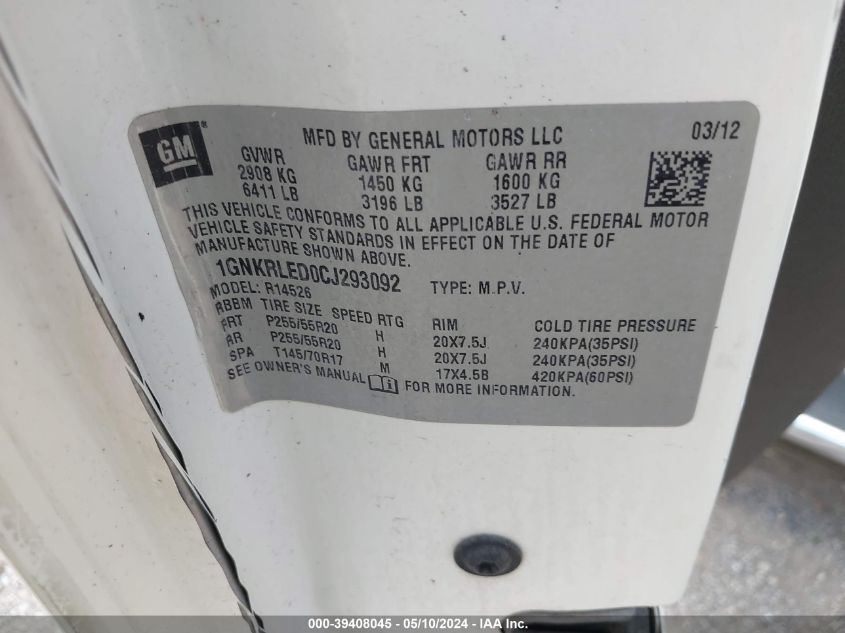 GM ®
MFD BY GENERAL MOTORS LLC 03/12
GVWR GAWR FRT GAWR RR
2908 KG 1450 KG 1600 KG
6411 LB 3196 LB 3527 LB
THIS VEHICLE CONFORMS TO ALL APPLICABLE U.S. FEDERAL MOTOR
VEHICLE SAFETY STANDARDS IN EFFECT ON THE DATE OF
MANUFACTURE SHOWN ABOVE.
1GNKRLED0CJ293092 TYPE: M.P.V.
MODEL: R14526
RBBM TIRE SIZE SPEED RTG RIM COLD TIRE PRESSURE
FRT P255/55R20 H 20X7.5J 240KPA(35PSI)
RR P255/55R20 H 20X7.5J 240KPA(35PSI)
SPA T145/70R17 M 17X4.5B 420KPA(60PSI)
SEE OWNER'S MANUAL i FOR MORE INFORMATION.
000-39408045 - 05/10/2024 - IAA Inc.